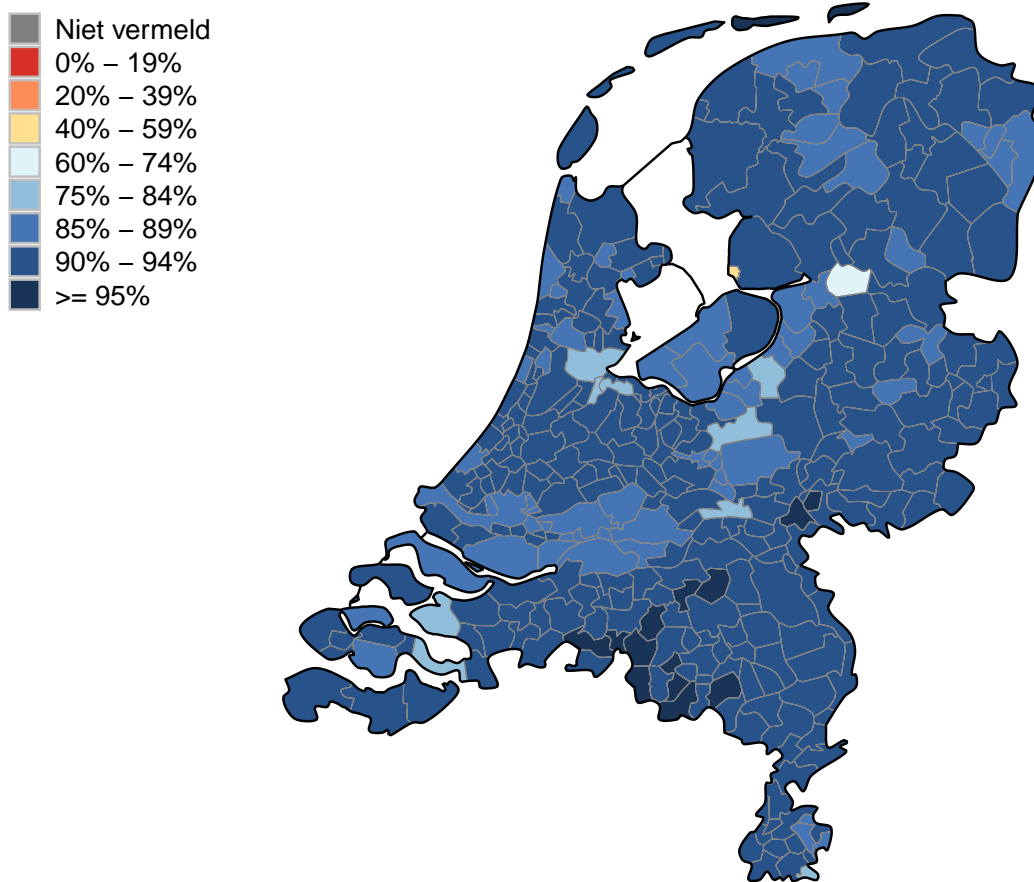 Niet vermeld
0% – 19%
20% – 39%
40% – 59%
60% – 74%
75% – 84%
85% – 89%
90% – 94%
>= 95%